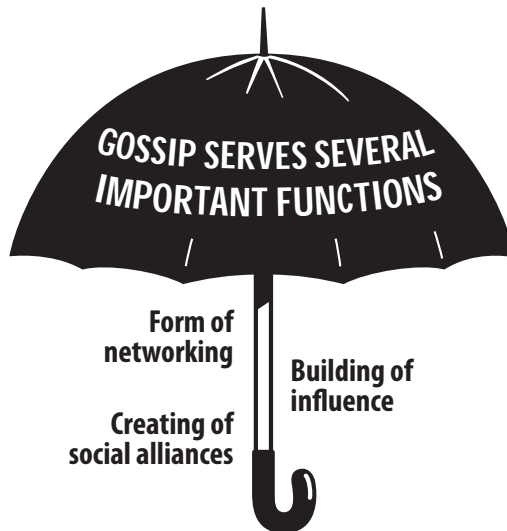 GOSSIP SERVES SEVERAL
IMPORTANT FUNCTIONS
Form of
networking
Building of
influence
Creating of
social alliances